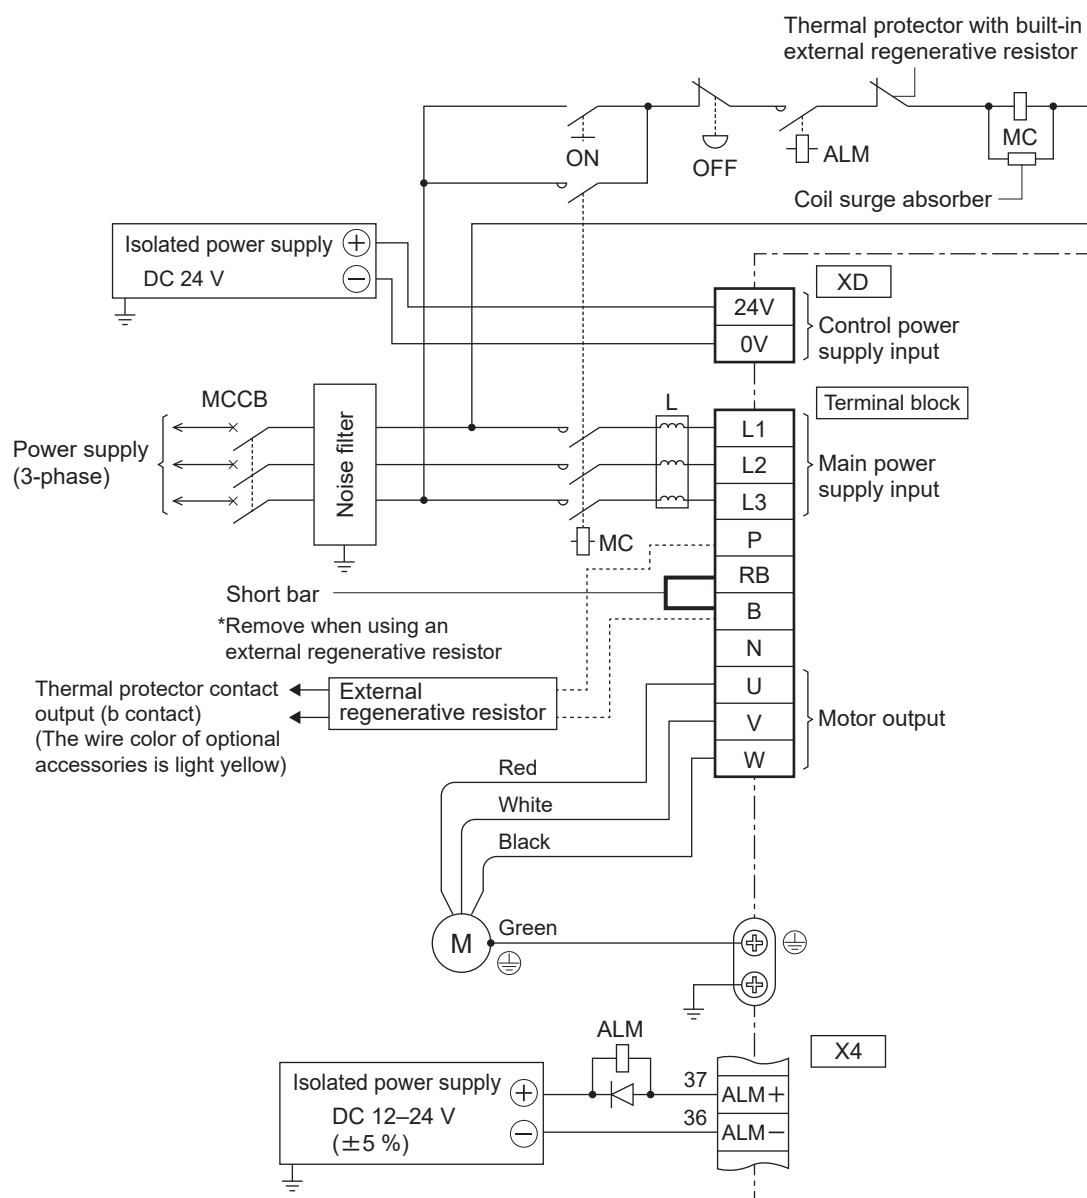 Thermal protector with built-in
external regenerative resistor
ON
OFF
ALM
MC
Coil surge absorber
Isolated power supply +
DC 24 V −
XD
24V
0V
Control power
supply input
MCCB
Noise filter
L
Terminal block
Power supply
(3-phase)
L1
L2
L3
Main power
supply input
MC
P
RB
B
N
U
V
W
Short bar
*Remove when using an
external regenerative resistor
Thermal protector contact
output (b contact)
(The wire color of optional
accessories is light yellow)
External
regenerative resistor
Motor output
Red
White
Black
M
Green
ALM
X4
Isolated power supply +
DC 12–24 V −
(±5 %)
37
ALM+
36
ALM−